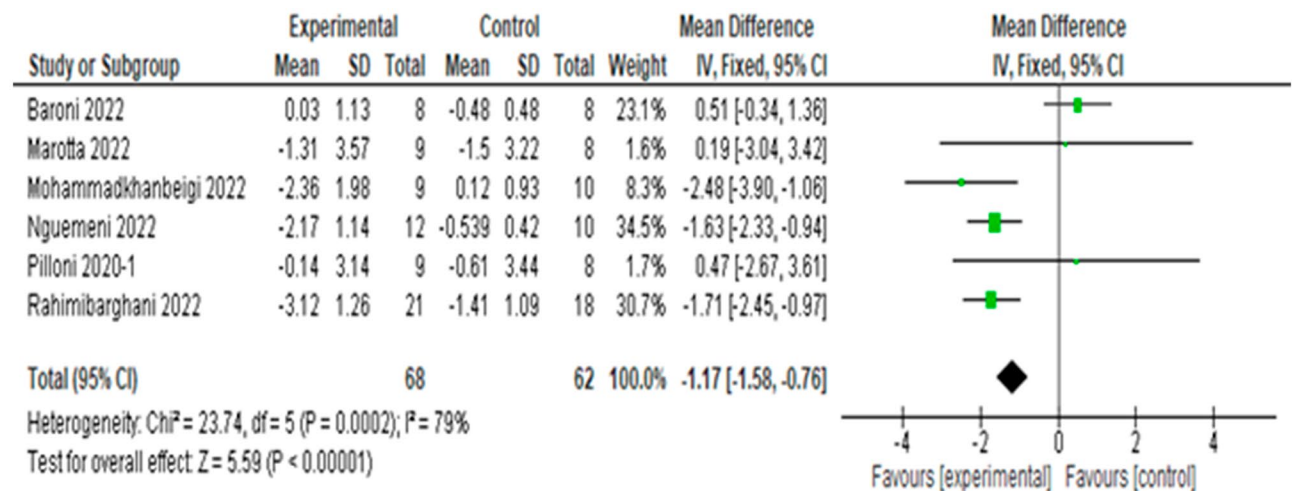 Experimental Control Mean Difference Mean Difference
Study or Subgroup Mean SD Total Mean SD Total Weight IV, Fixed, 95% CI IV, Fixed, 95% CI
Baroni 2022 0.03 1.13 8 -0.48 0.48 8 23.1% 0.51 [-0.34, 1.36]
Marotta 2022 -1.31 3.57 9 -1.5 3.22 8 1.6% 0.19 [-3.04, 3.42]
Mohammadkhanbeigi 2022 -2.36 1.98 9 0.12 0.93 10 8.3% -2.48 [-3.90, -1.06]
Nguemeni 2022 -2.17 1.14 12 -0.539 0.42 10 34.5% -1.63 [-2.33, -0.94]
Pilloni 2020-1 -0.14 3.14 9 -0.61 3.44 8 1.7% 0.47 [-2.67, 3.61]
Rahimibarghani 2022 -3.12 1.26 21 -1.41 1.09 18 30.7% -1.71 [-2.45, -0.97]
Total (95% CI) 68 62 100.0% -1.17 [-1.58, -0.76]
Heterogeneity: Chi² = 23.74, df = 5 (P = 0.0002); I² = 79%
Test for overall effect: Z = 5.59 (P < 0.00001)
-4 -2 0 2 4
Favours [experimental] Favours [control]